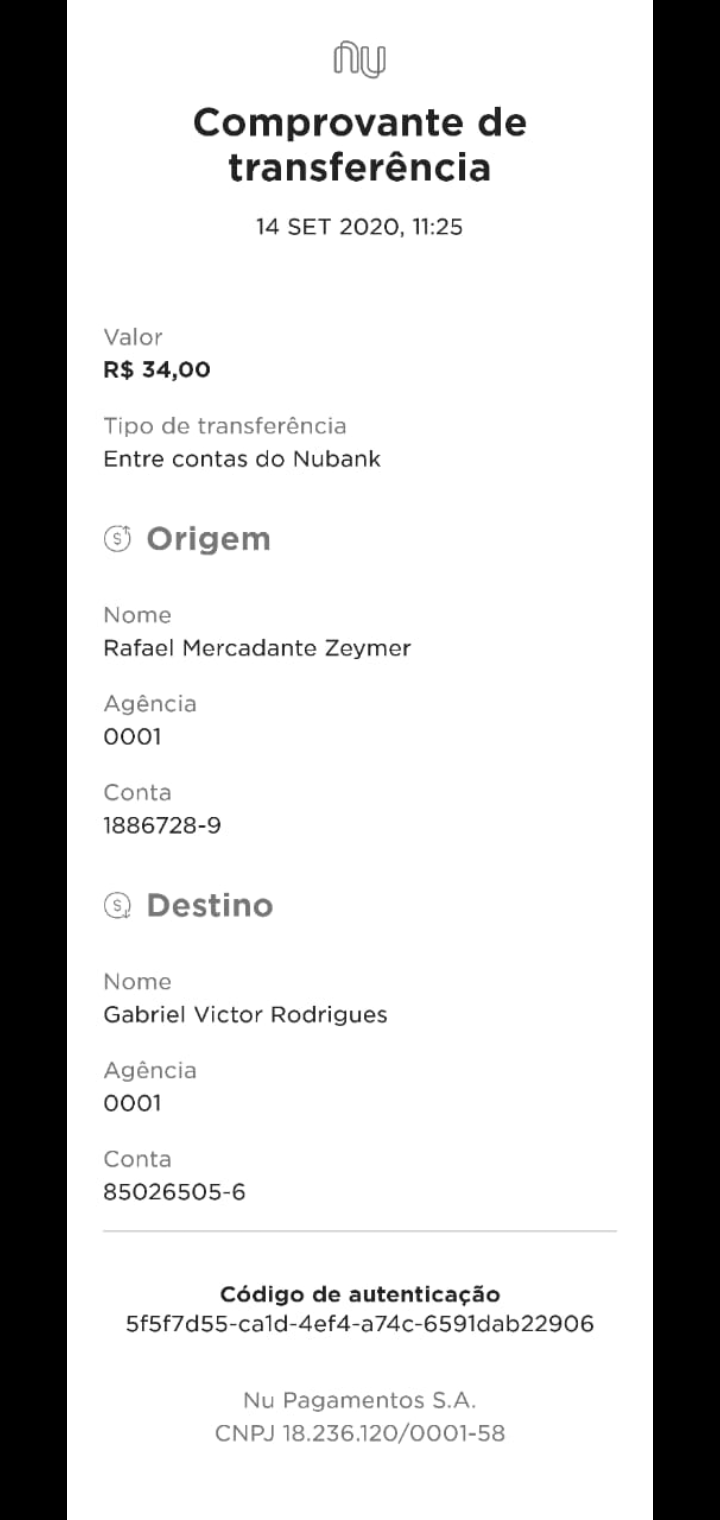 nu
Comprovante de
transferência
14 SET 2020, 11:25
Valor
R$ 34,00
Tipo de transferência
Entre contas do Nubank
Origem
Nome
Rafael Mercadante Zeymer
Agência
0001
Conta
1886728-9
Destino
Nome
Gabriel Victor Rodrigues
Agência
0001
Conta
85026505-6
Código de autenticação
5f5f7d55-ca1d-4ef4-a74c-6591dab22906
Nu Pagamentos S.A.
CNPJ 18.236.120/0001-58